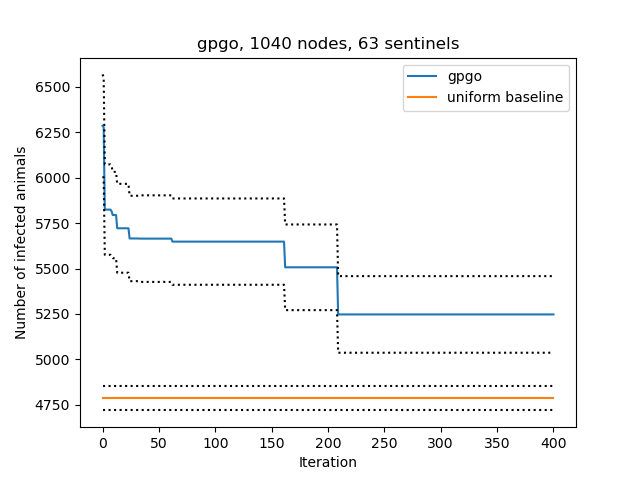 gpgo, 1040 nodes, 63 sentinels
gpgo
uniform baseline
Number of infected animals
6500
6250
6000
5750
5500
5250
5000
4750
0 50 100 150 200 250 300 350 400
Iteration